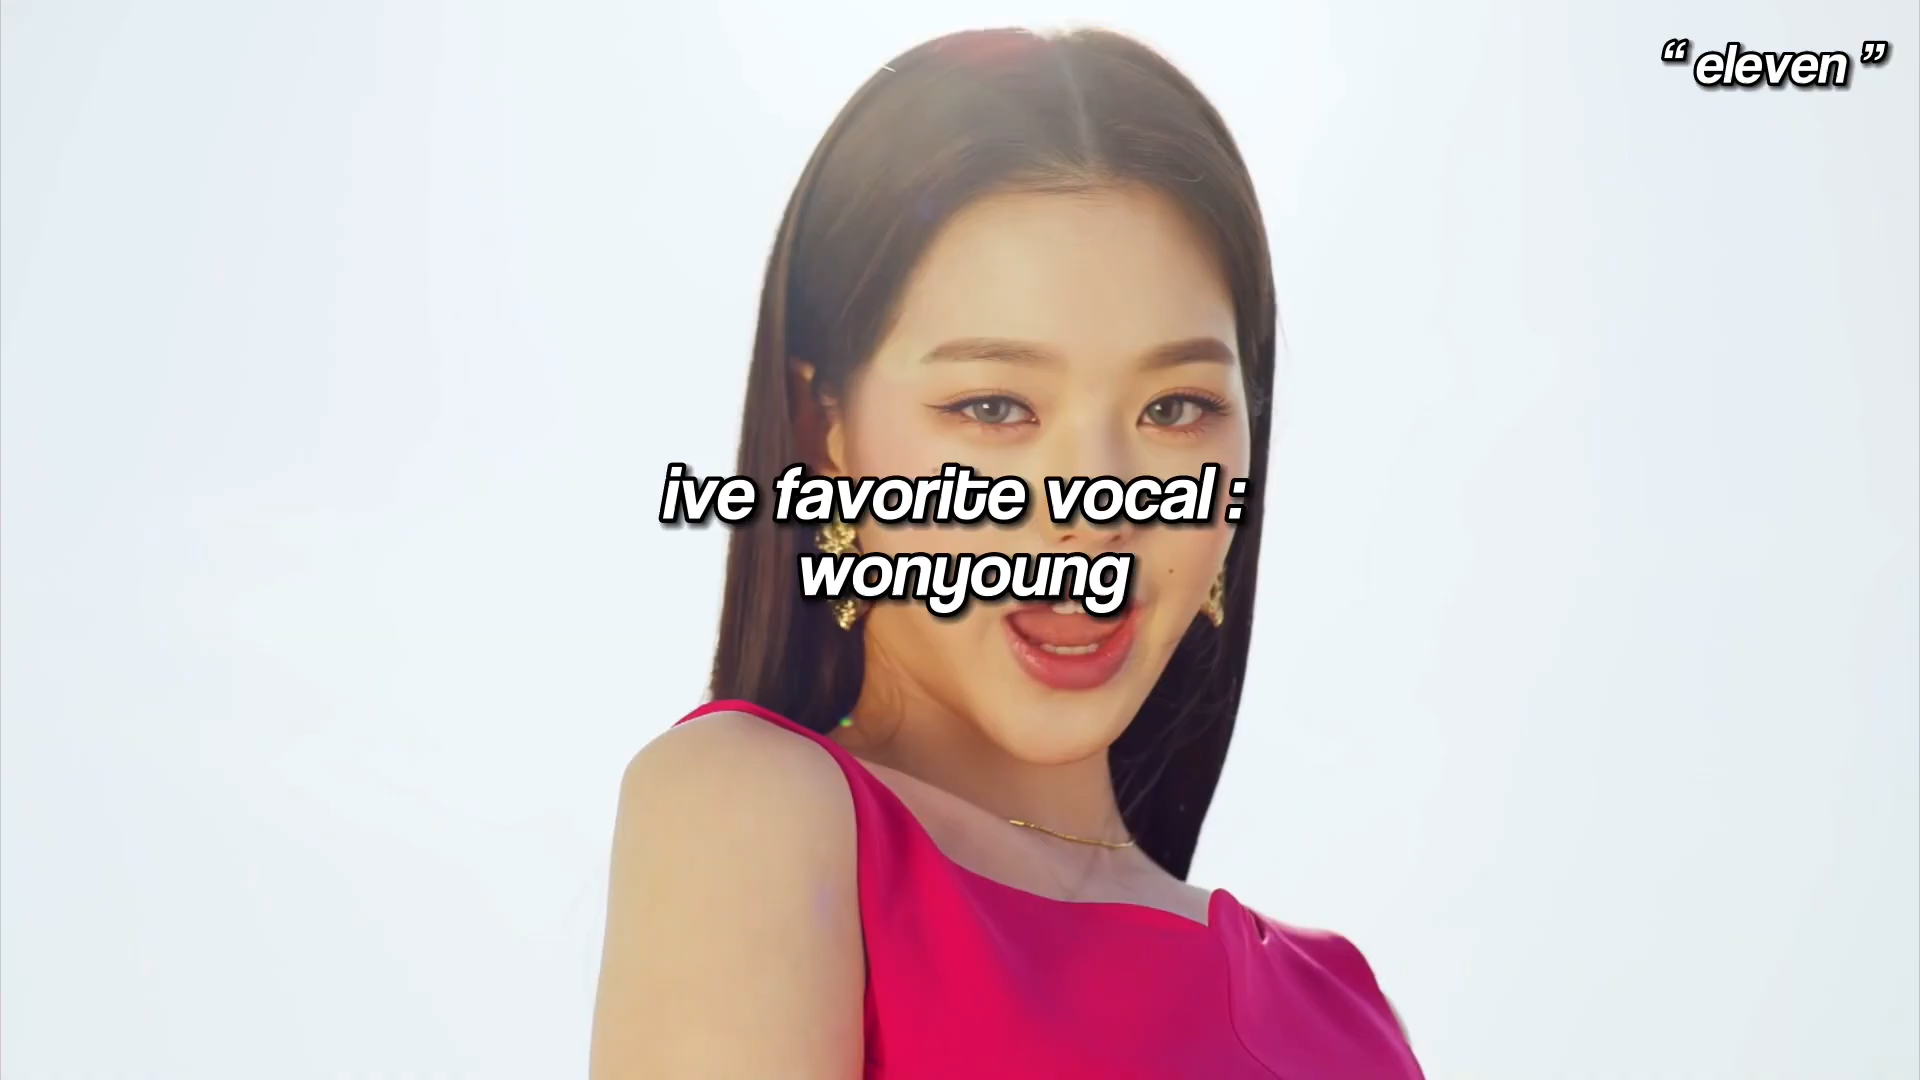 “ eleven ”
ive favorite vocal :
wonyoung